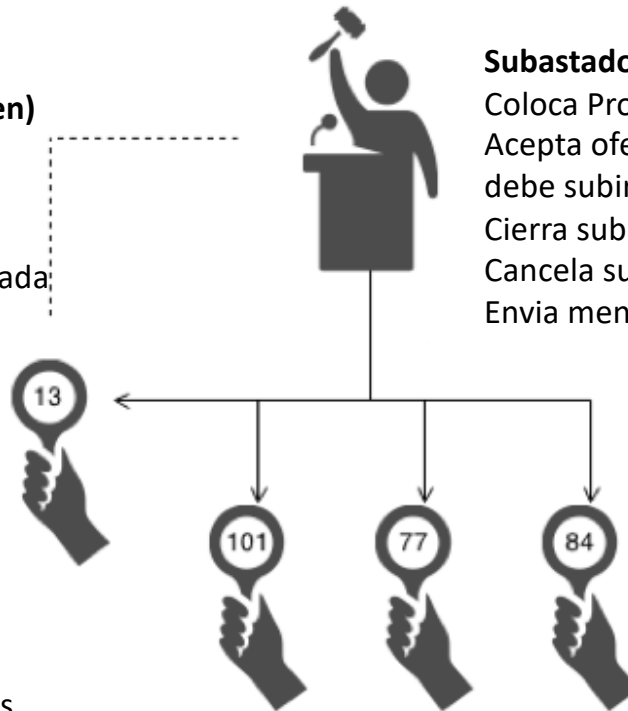 en)
ada
s
Subastado
Coloca Pro
Acepta ofe
debe subir
Cierra sub
Cancela su
Envia men
13
101
77
84